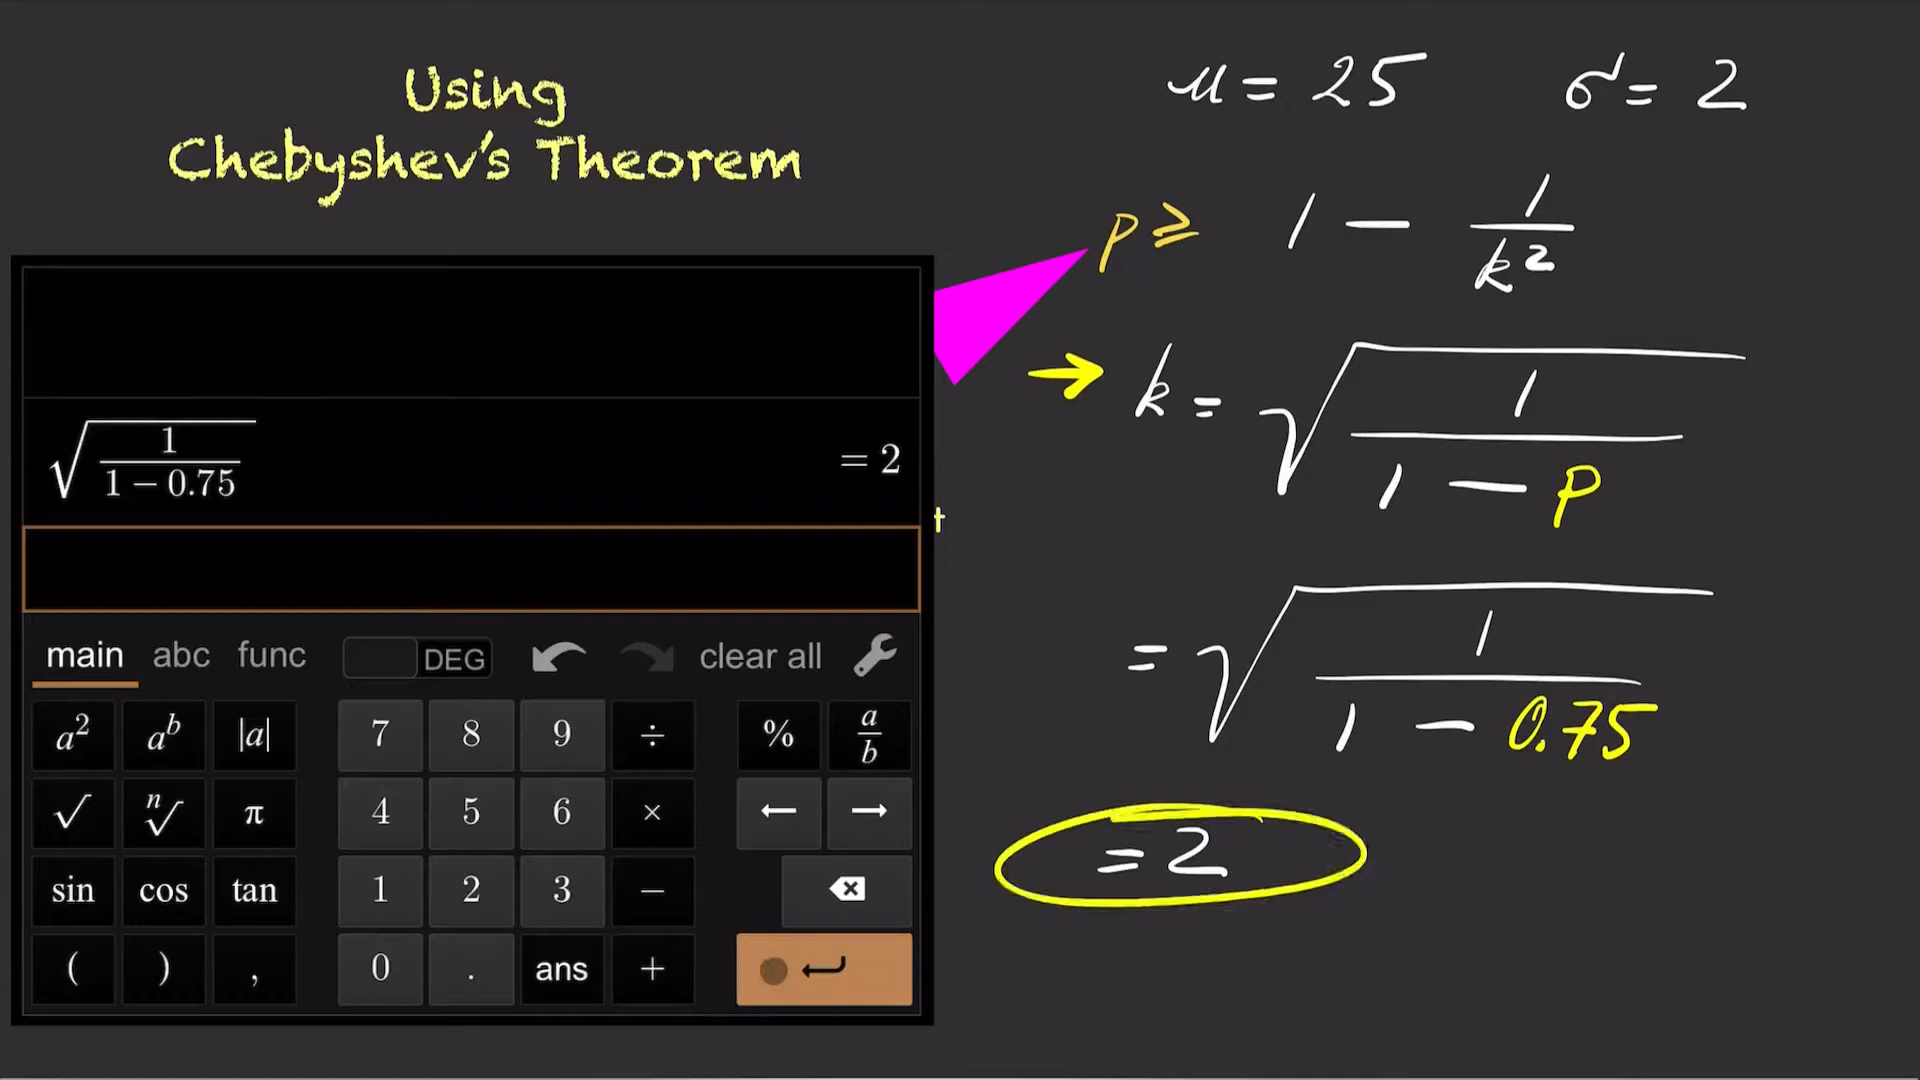 Using
Chebyshev's Theorem
μ = 25 σ = 2
p ≥ 1 − 1/k²
→ k = √(1/(1 − p))
= √(1/(1 − 0.75))
= 2
√(1/(1 − 0.75)) = 2
t
main abc func DEG clear all
a² aᵇ |a| 7 8 9 ÷ % a/b
√ ⁿ√ π 4 5 6 × ← →
sin cos tan 1 2 3 −
( ) , 0 . ans +